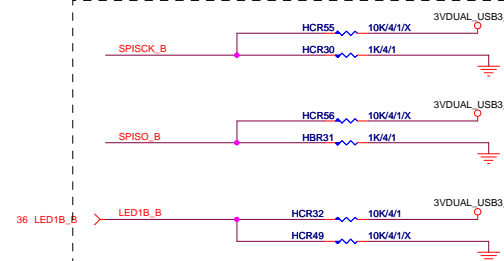 3VDUAL_USB3
HCR55 10K/4/1/X
SPISCK_B HCR30 1K/4/1
3VDUAL_USB3
HCR56 10K/4/1/X
SPISO_B HBR31 1K/4/1
3VDUAL_USB3
36 LED1B_B LED1B_B HCR32 10K/4/1
HCR49 10K/4/1/X